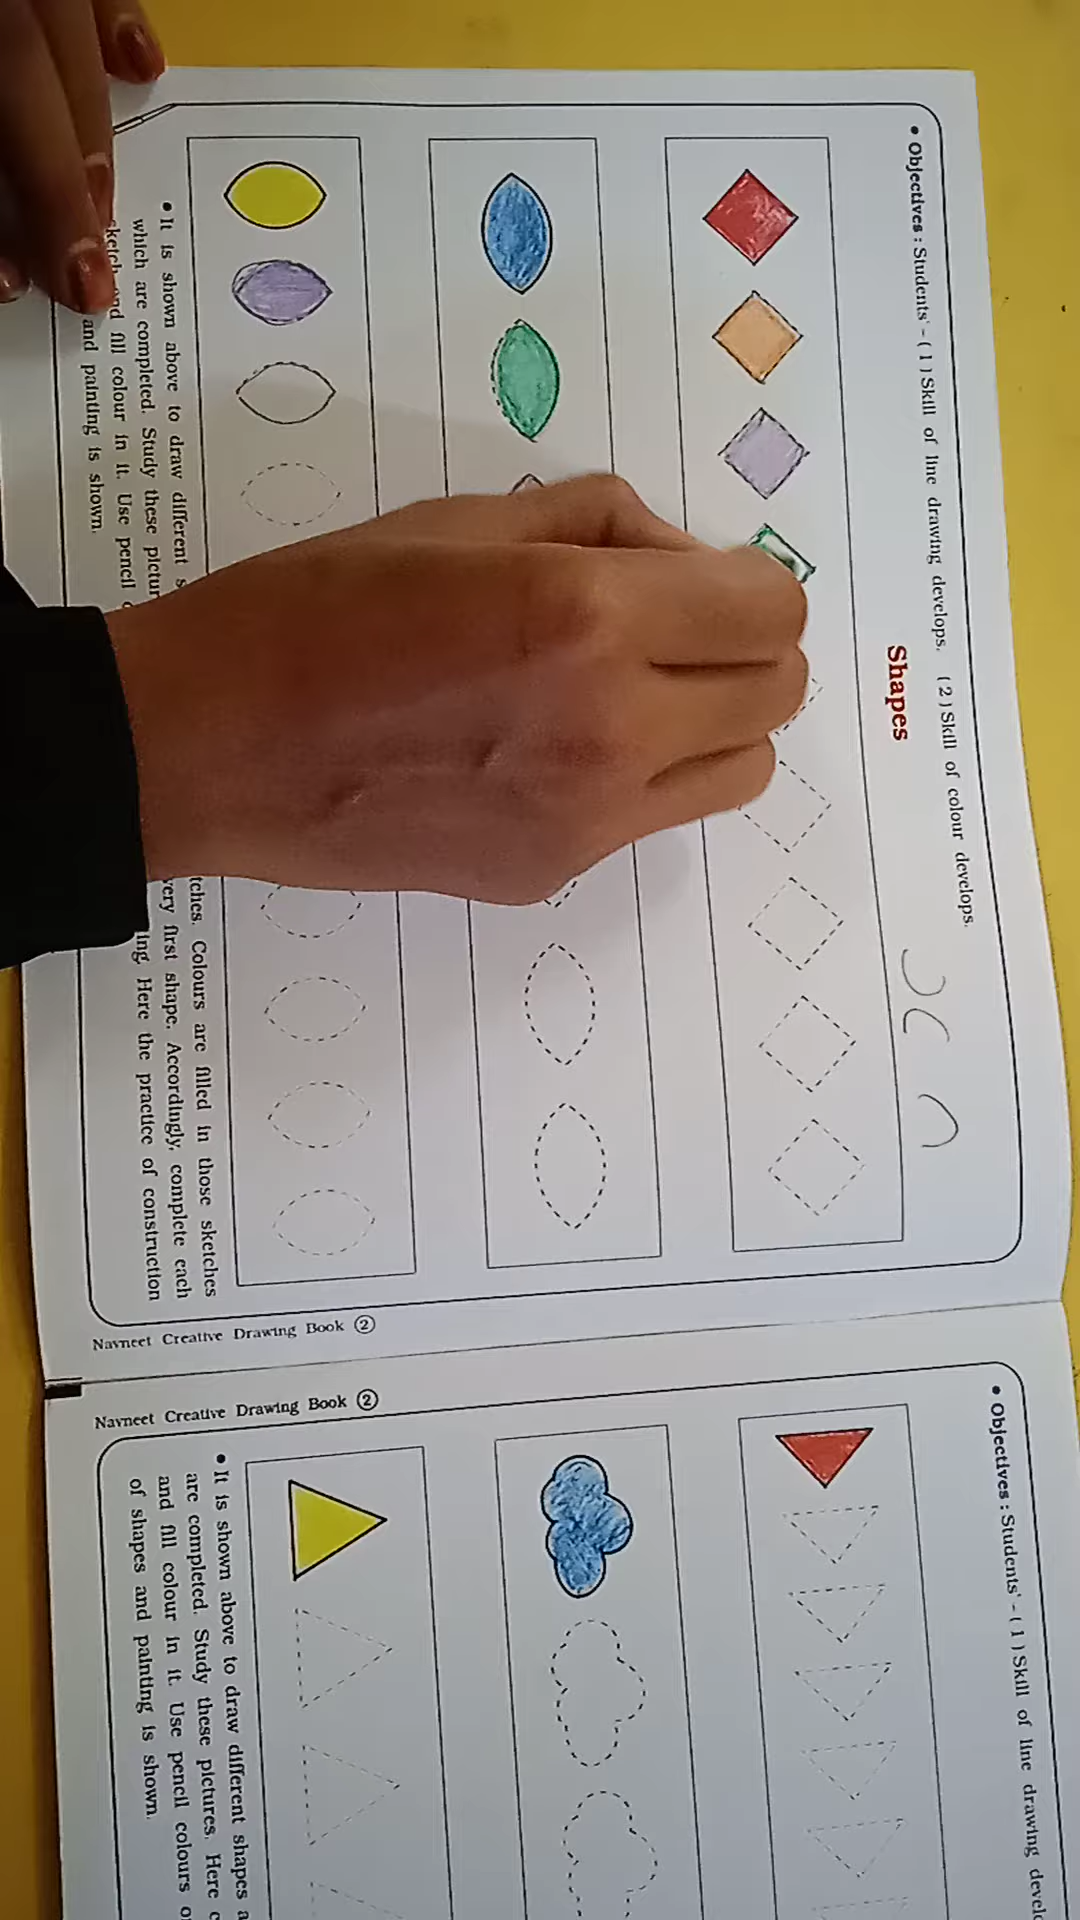 • Objectives : Students' - ( 1 ) Skill of line drawing develops. ( 2 ) Skill of colour develops.
Shapes
• It is shown above to draw different tches. Colours are filled in those sketches
which are completed. Study these very first shape. Accordingly, complete each
sketch and fill colour in it. Use pencil ing. Here the practice of construction
and painting is shown.
Navneet Creative Drawing Book 2
• Objectives : Students' - ( 1 ) Skill of line drawing
• It is shown above to draw different shapes
are completed. Study these pictures. Here
and fill colour in it. Use pencil colours
of shapes and painting is shown.
Navneet Creative Drawing Book 2